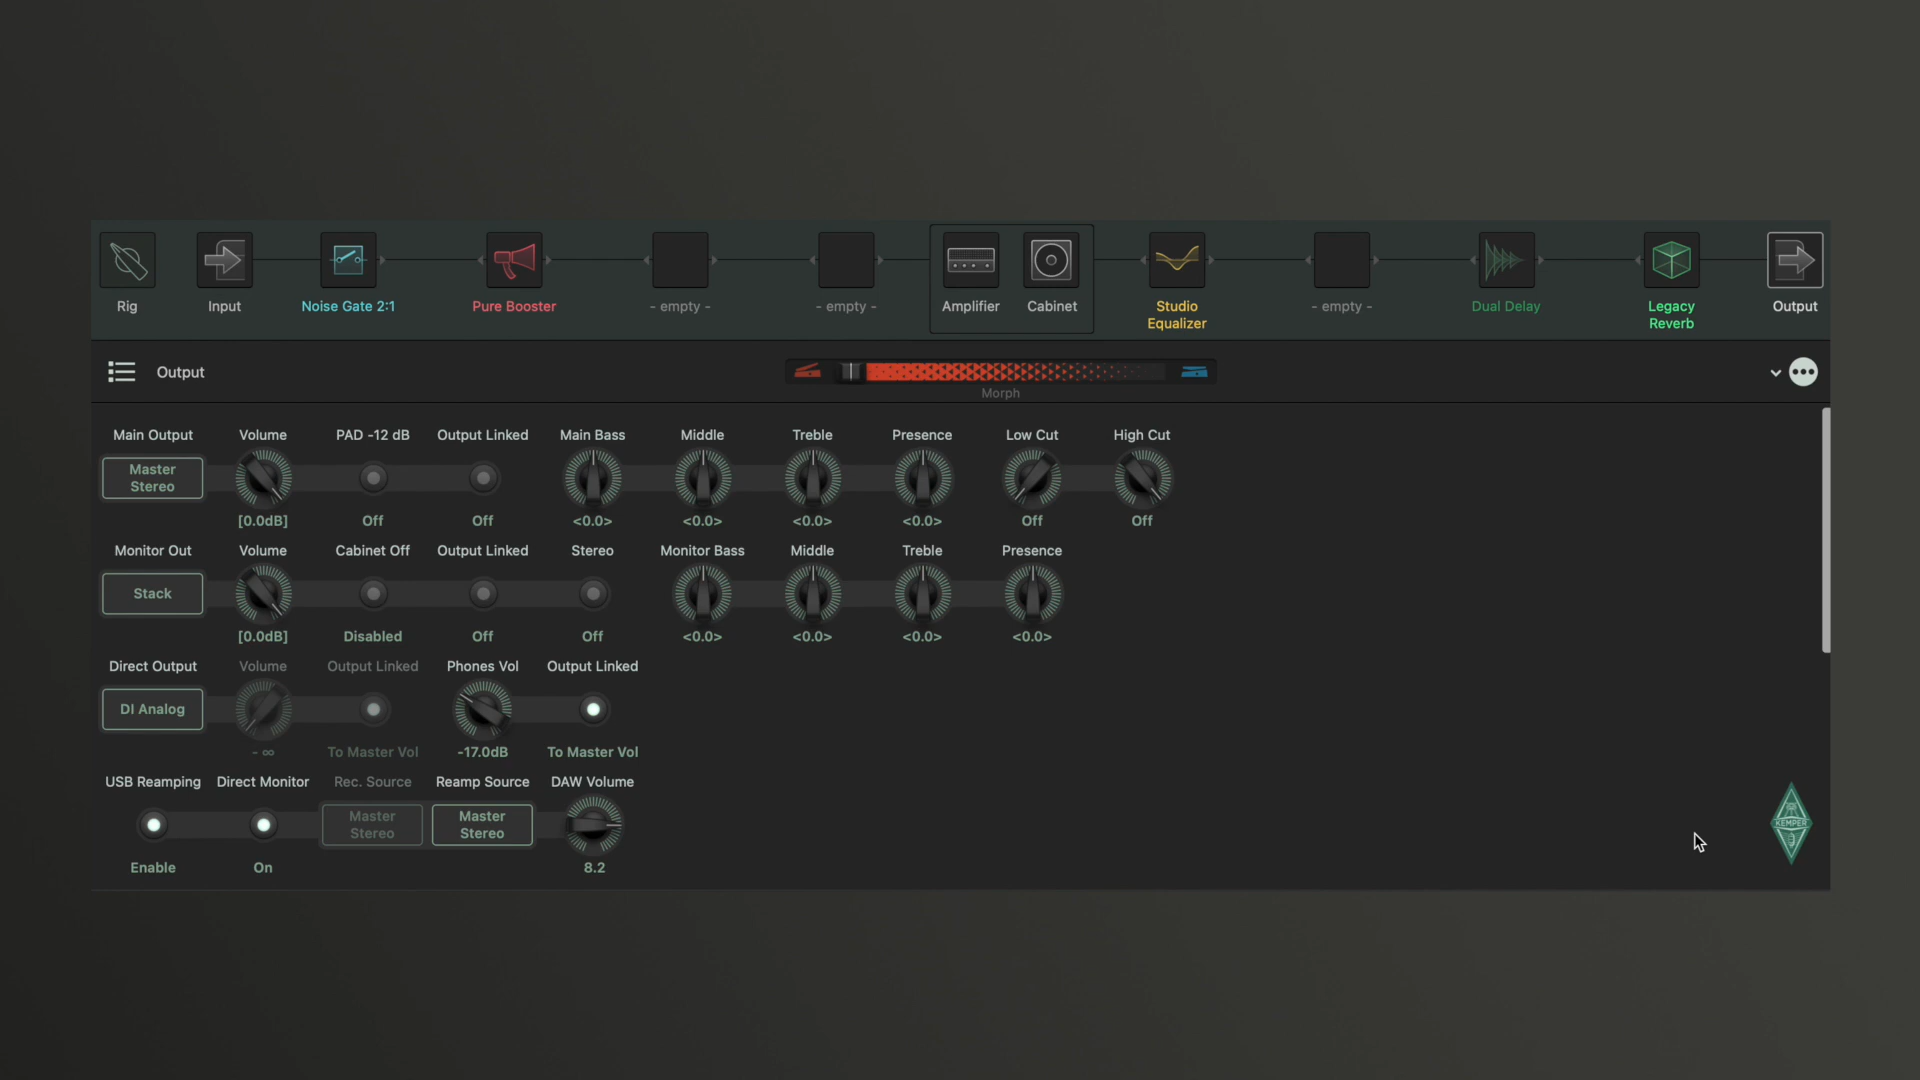 Rig
Input
Noise Gate 2:1
Pure Booster
- empty -
- empty -
Amplifier
Cabinet
Studio
Equalizer
- empty -
Dual Delay
Legacy
Reverb
Output
Output
Morph
Main Output
Volume
PAD -12 dB
Output Linked
Main Bass
Middle
Treble
Presence
Low Cut
High Cut
Master
Stereo
[0.0dB]
Off
Off
<0.0>
<0.0>
<0.0>
<0.0>
Off
Off
Monitor Out
Volume
Cabinet Off
Output Linked
Stereo
Monitor Bass
Middle
Treble
Presence
Stack
[0.0dB]
Disabled
Off
Off
<0.0>
<0.0>
<0.0>
<0.0>
Direct Output
Volume
Output Linked
Phones Vol
Output Linked
DI Analog
- ∞
To Master Vol
-17.0dB
To Master Vol
USB Reamping
Direct Monitor
Rec. Source
Reamp Source
DAW Volume
Master
Stereo
Master
Stereo
KEMPER
Enable
On
8.2